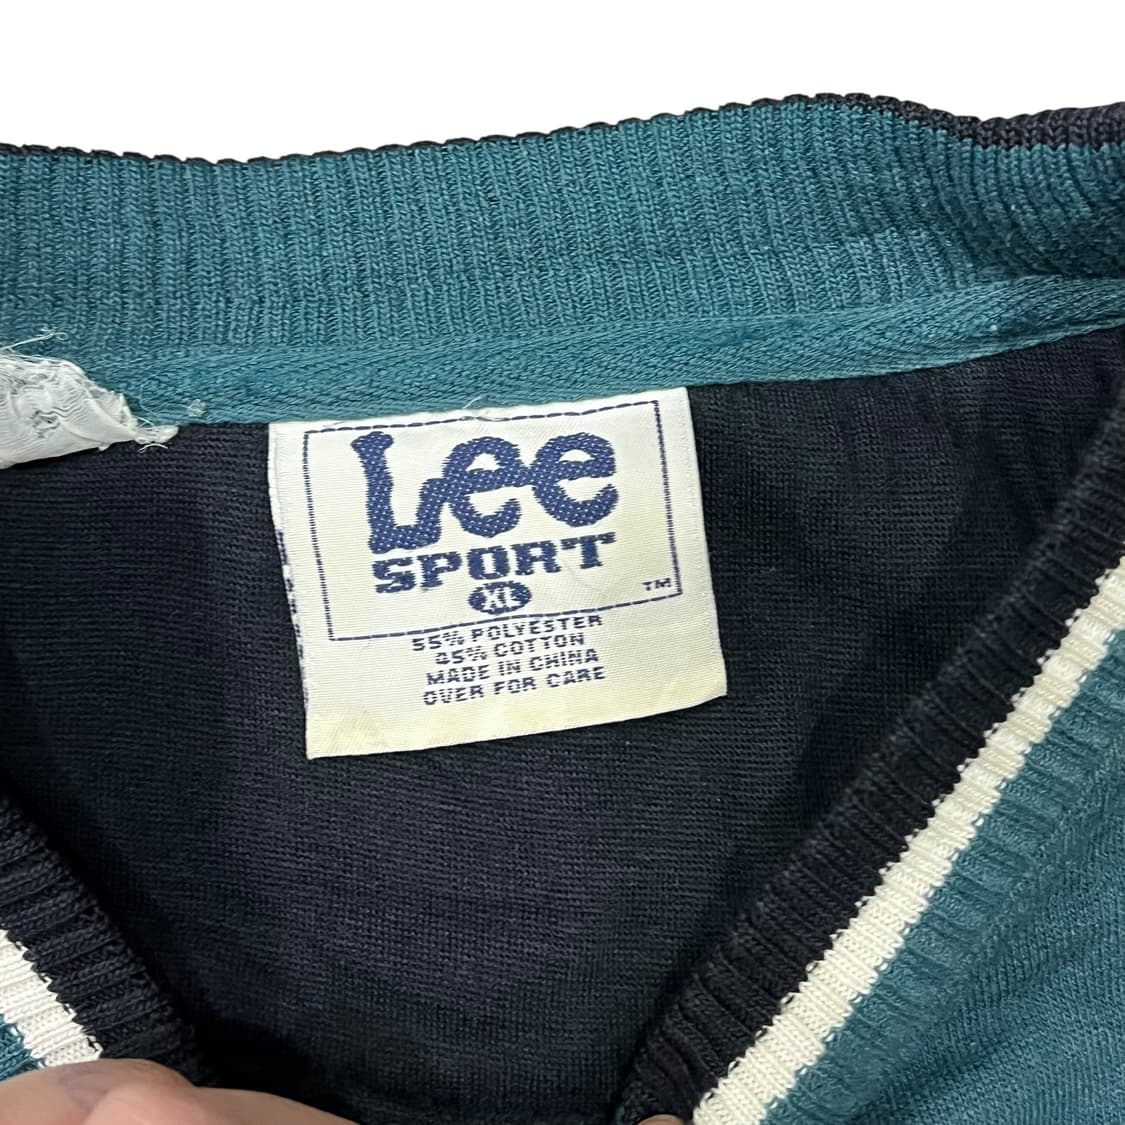 Lee
SPORT
XL
TM
55% POLYESTER
45% COTTON
MADE IN CHINA
OVER FOR CARE